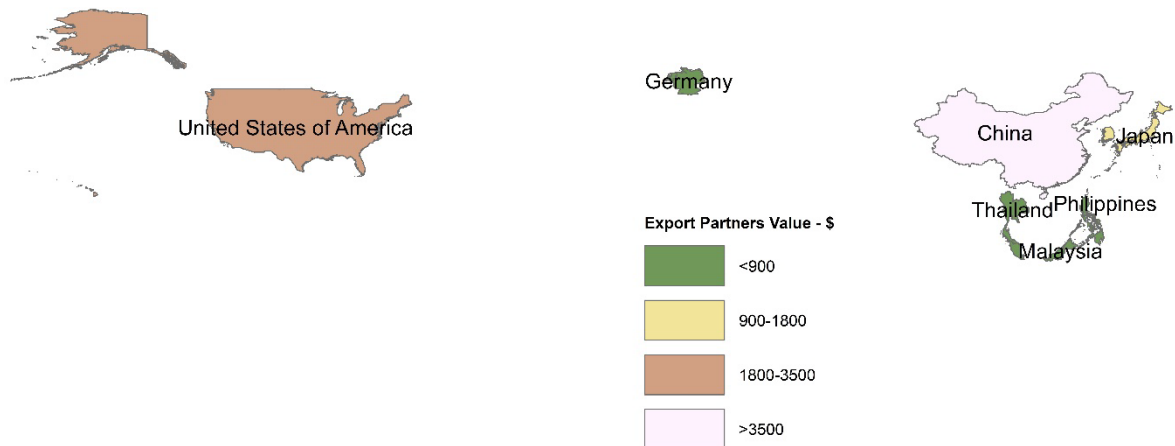 Germany
United States of America
China
Japan
Thailand
Philippines
Malaysia
Export Partners Value - $
<900
900-1800
1800-3500
>3500